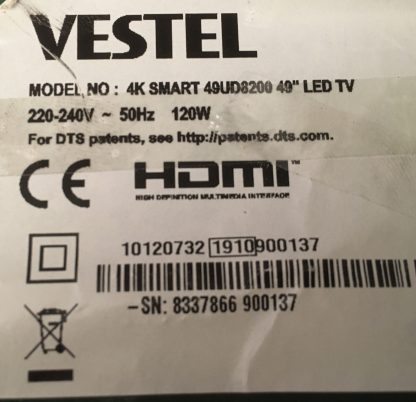 VESTEL
MODEL NO : 4K SMART 49UD8200 49" LED TV
220-240V ~ 50Hz 120W
For DTS patents, see http://patents.dts.com.
CE HDMI™
HIGH DEFINITION MULTIMEDIA INTERFACE
10120732 1910900137
-SN: 8337866 900137